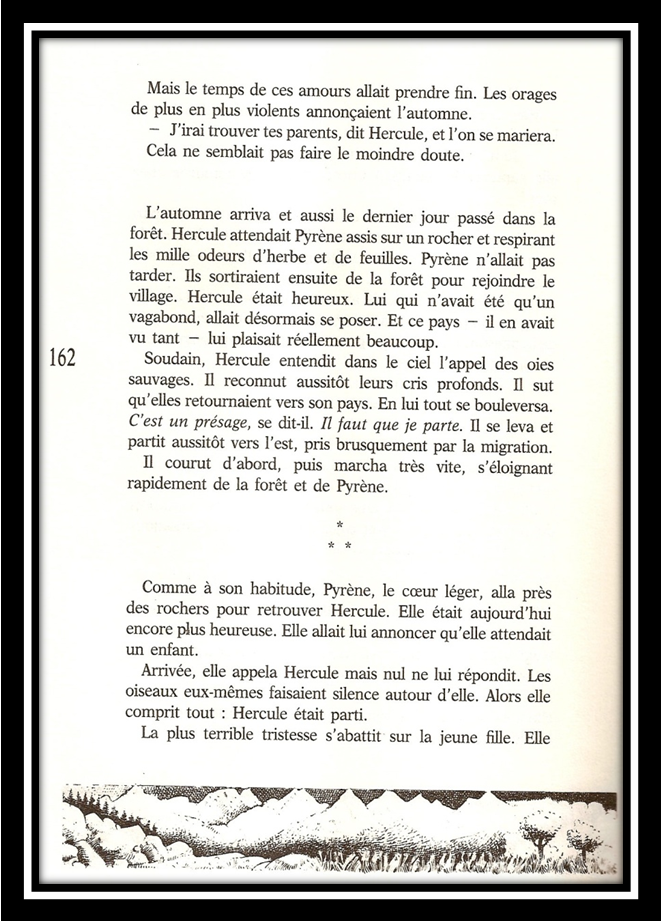 Mais le temps de ces amours allait prendre fin. Les orages
de plus en plus violents annonçaient l'automne.
– J'irai trouver tes parents, dit Hercule, et l'on se mariera.
Cela ne semblait pas faire le moindre doute.
L'automne arriva et aussi le dernier jour passé dans la
forêt. Hercule attendait Pyrène assis sur un rocher et respirant
les mille odeurs d'herbe et de feuilles. Pyrène n'allait pas
tarder. Ils sortiraient ensuite de la forêt pour rejoindre le
village. Hercule était heureux. Lui qui n'avait été qu'un
vagabond, allait désormais se poser. Et ce pays – il en avait
vu tant – lui plaisait réellement beaucoup.
162
Soudain, Hercule entendit dans le ciel l'appel des oies
sauvages. Il reconnut aussitôt leurs cris profonds. Il sut
qu'elles retournaient vers son pays. En lui tout se bouleversa.
C'est un présage, se dit-il. Il faut que je parte. Il se leva et
partit aussitôt vers l'est, pris brusquement par la migration.
Il courut d'abord, puis marcha très vite, s'éloignant
rapidement de la forêt et de Pyrène.
*
* *
Comme à son habitude, Pyrène, le cœur léger, alla près
des rochers pour retrouver Hercule. Elle était aujourd'hui
encore plus heureuse. Elle allait lui annoncer qu'elle attendait
un enfant.
Arrivée, elle appela Hercule mais nul ne lui répondit. Les
oiseaux eux-mêmes faisaient silence autour d'elle. Alors elle
comprit tout : Hercule était parti.
La plus terrible tristesse s'abattit sur la jeune fille. Elle